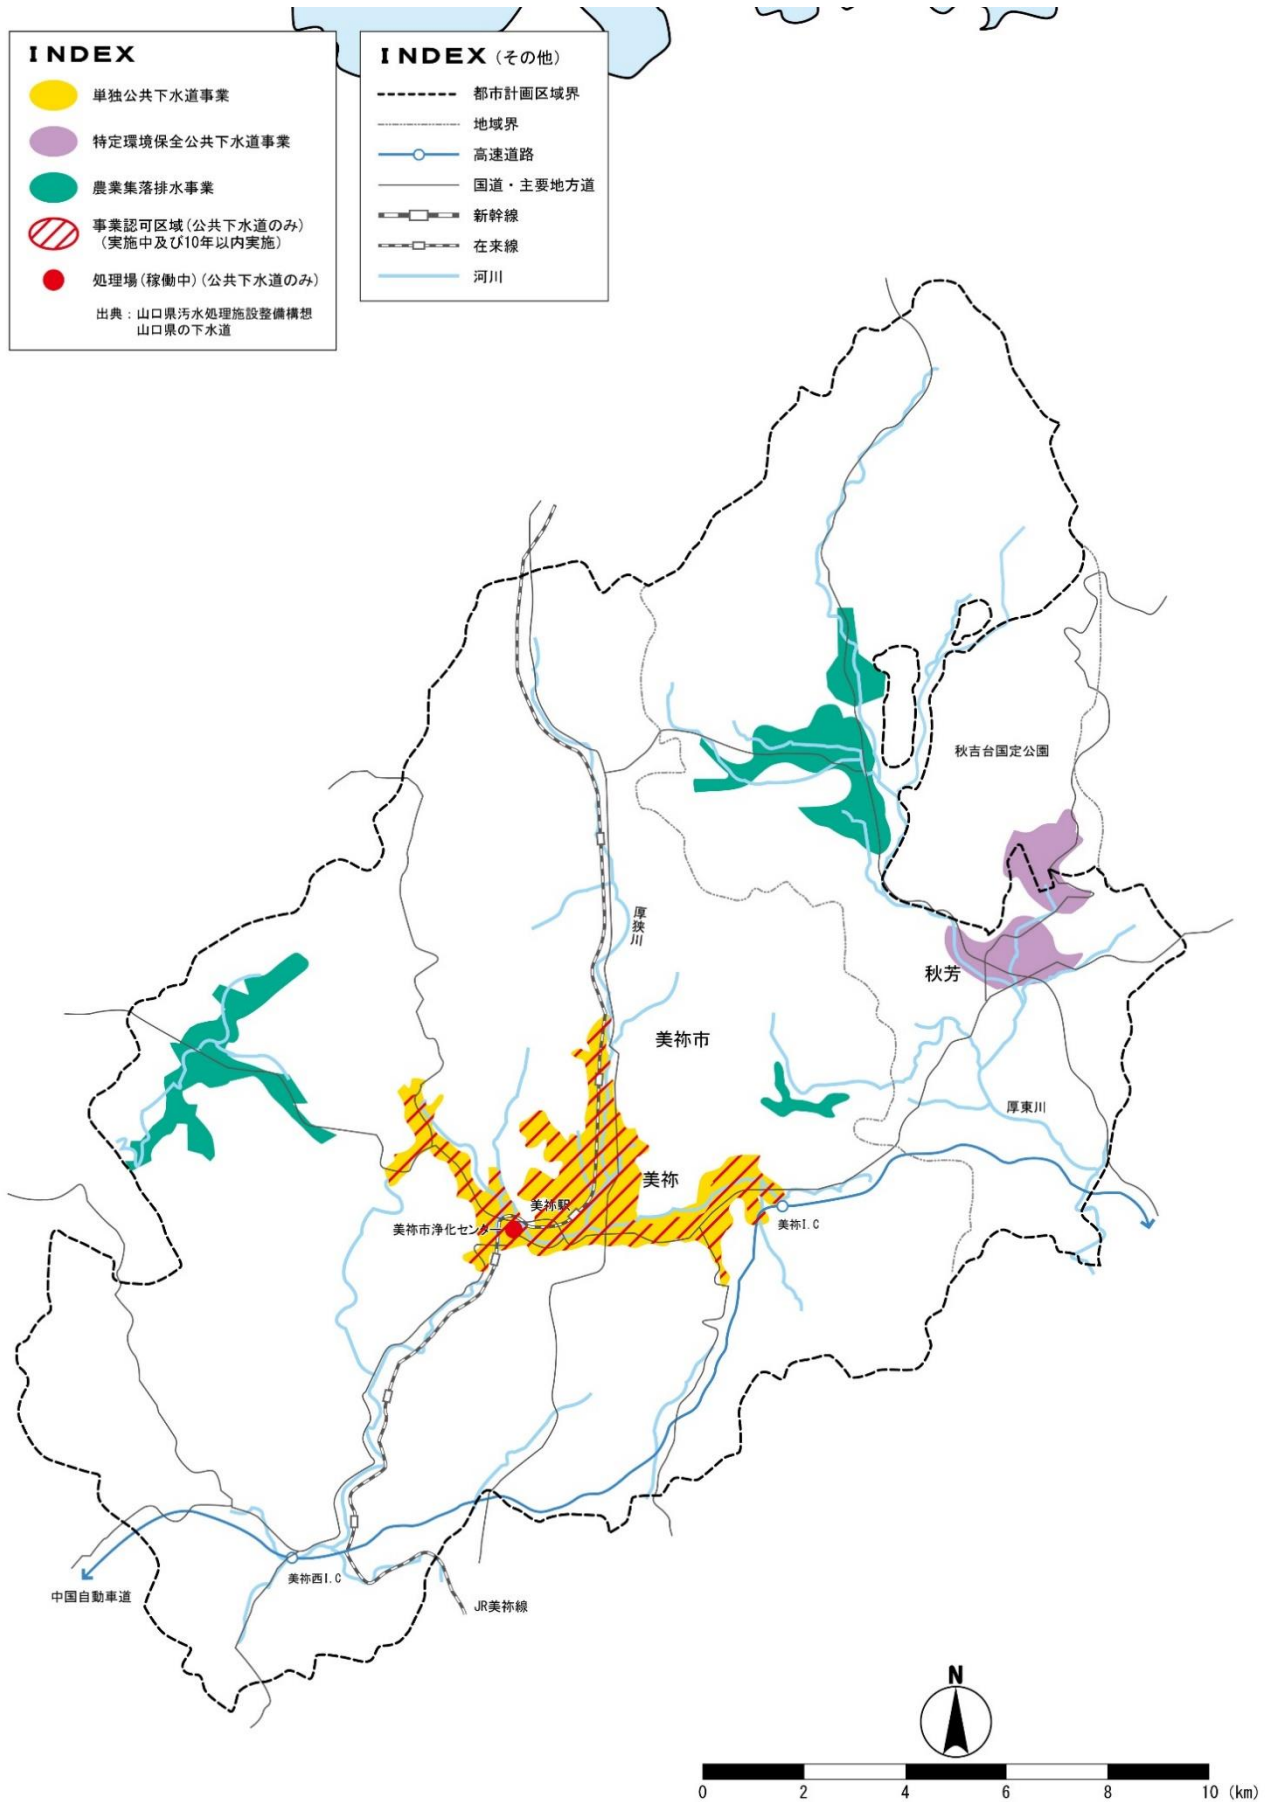 INDEX
単独公共下水道事業
特定環境保全公共下水道事業
農業集落排水事業
事業認可区域(公共下水道のみ)
(実施中及び10年以内実施)
処理場(稼働中)(公共下水道のみ)
出典:山口県汚水処理施設整備構想
山口県の下水道
INDEX(その他)
都市計画区域界
地域界
高速道路
国道・主要地方道
新幹線
在来線
河川
秋吉台国定公園
厚狭川
秋芳
美祢市
厚東川
美祢
美祢駅
美祢市浄化センター
美祢I.C
美祢西I.C
中国自動車道
JR美祢線
N
0 2 4 6 8 10 (km)